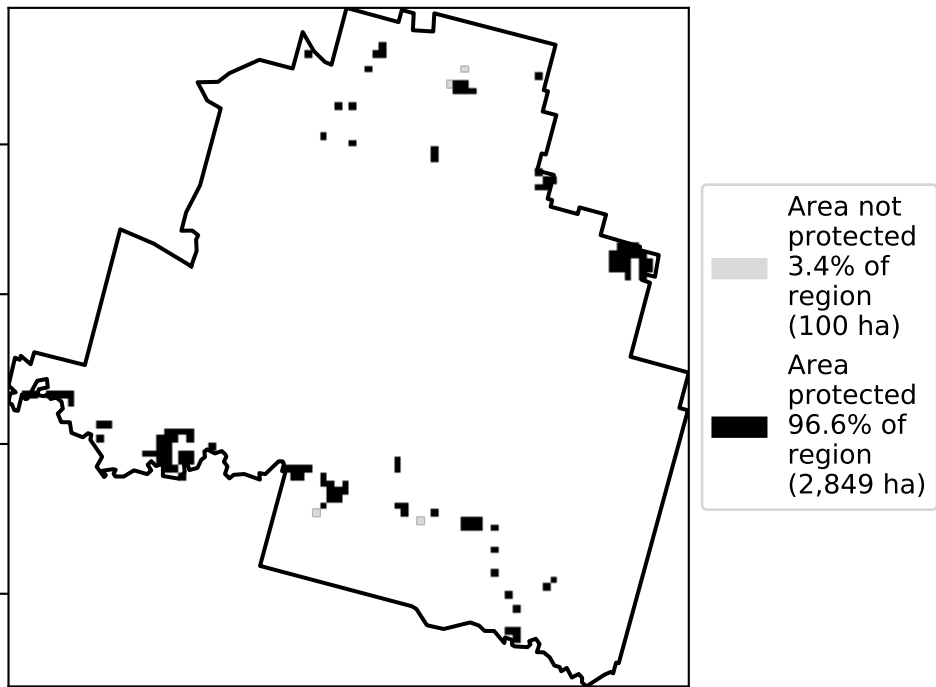 Area not
protected
3.4% of
region
(100 ha)
Area
protected
96.6% of
region
(2,849 ha)